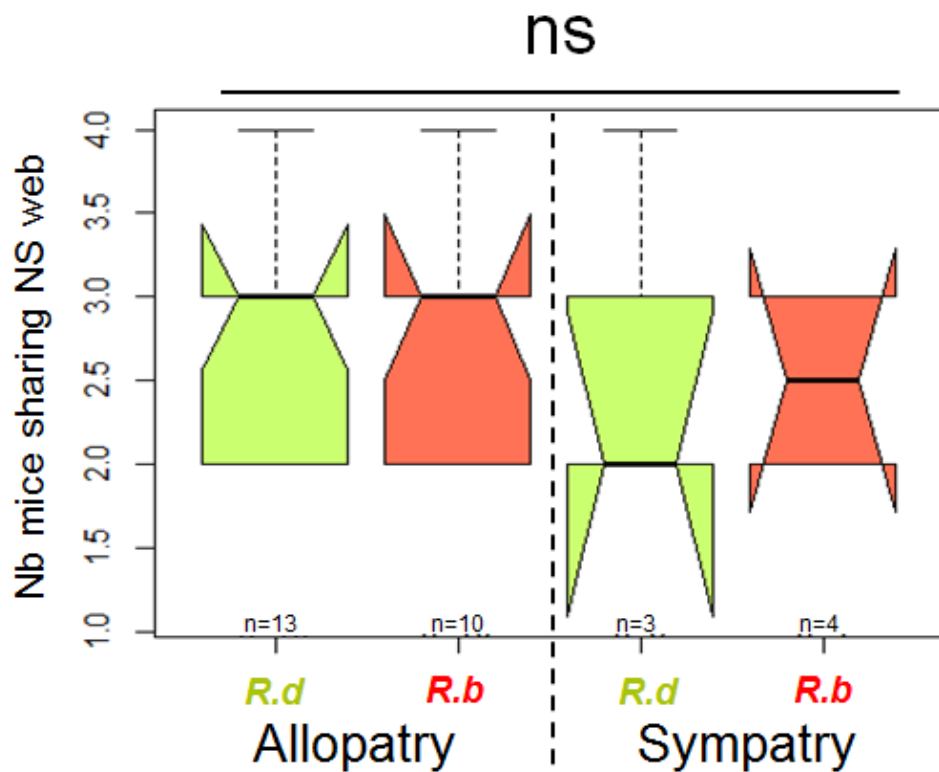 ns
Nb mice sharing NS web
4.0
3.5
3.0
2.5
2.0
1.5
1.0
n=13 n=10 n=3 n=4
R.d R.b R.d R.b
Allopatry Sympatry